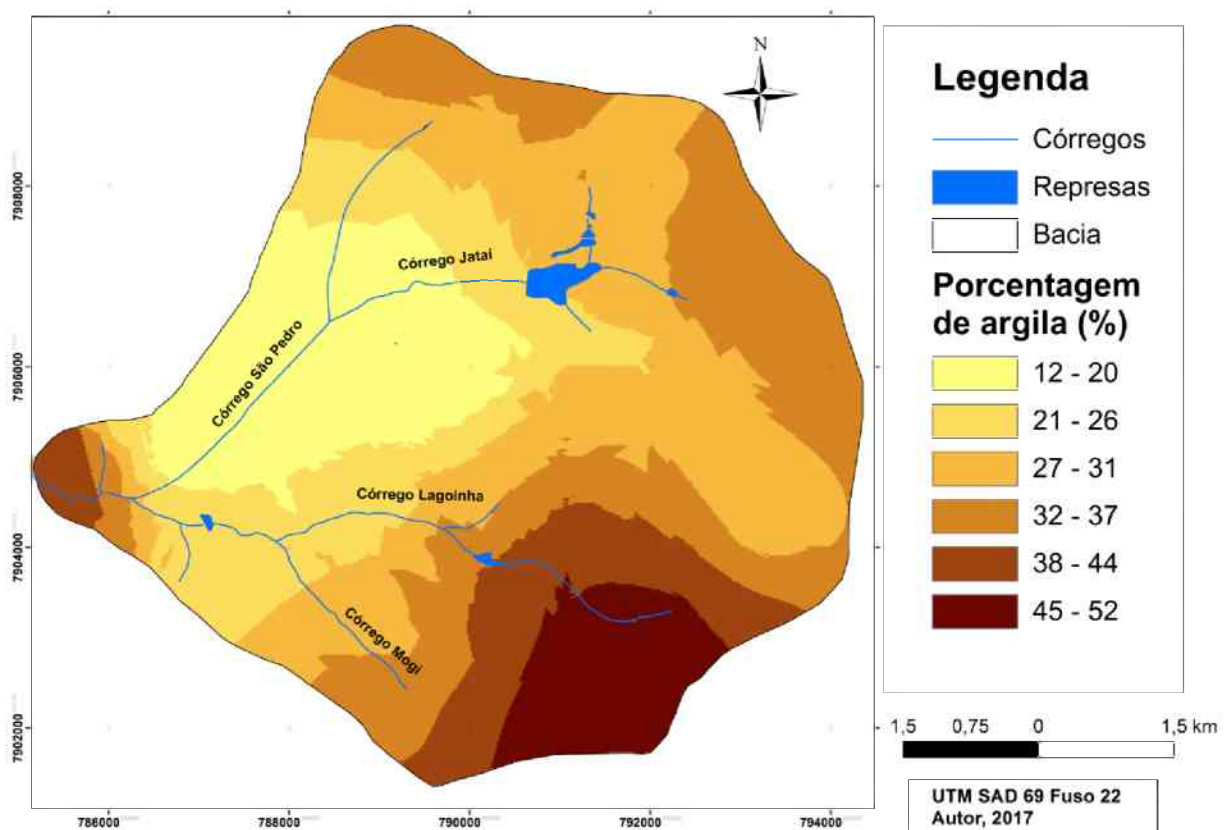 N
Legenda
Córregos
Represas
Bacia
Porcentagem
de argila (%)
12 - 20
21 - 26
27 - 31
32 - 37
38 - 44
45 - 52
Córrego Jataí
Córrego São Pedro
Córrego Lagoinha
Córrego Mogi
7908000
7906000
7904000
7902000
786000
788000
790000
792000
794000
1,5 0,75 0 1,5 km
UTM SAD 69 Fuso 22
Autor, 2017